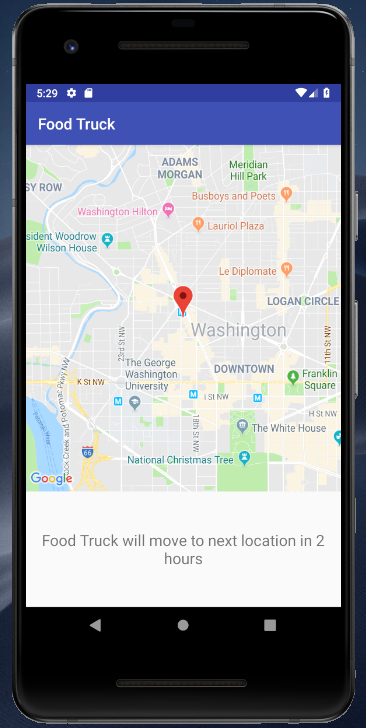 5:29
Food Truck
ADAMS
MORGAN
Meridian
Hill Park
SY ROW
Busboys and Poets
Washington Hilton
Lauriol Plaza
sident Woodrow
Wilson House
Le Diplomate
LOGAN CIRCLE
M
Washington
23rd St NW
11th St NW
The George
Washington
University
DOWNTOWN
Franklin
Square
K St NW
M
M
I St NW
M
H St NW
18th St NW
The White House
ock Creek and Potomac Pkwy NW
66
National Christmas Tree
Google
Food Truck will move to next location in 2
hours